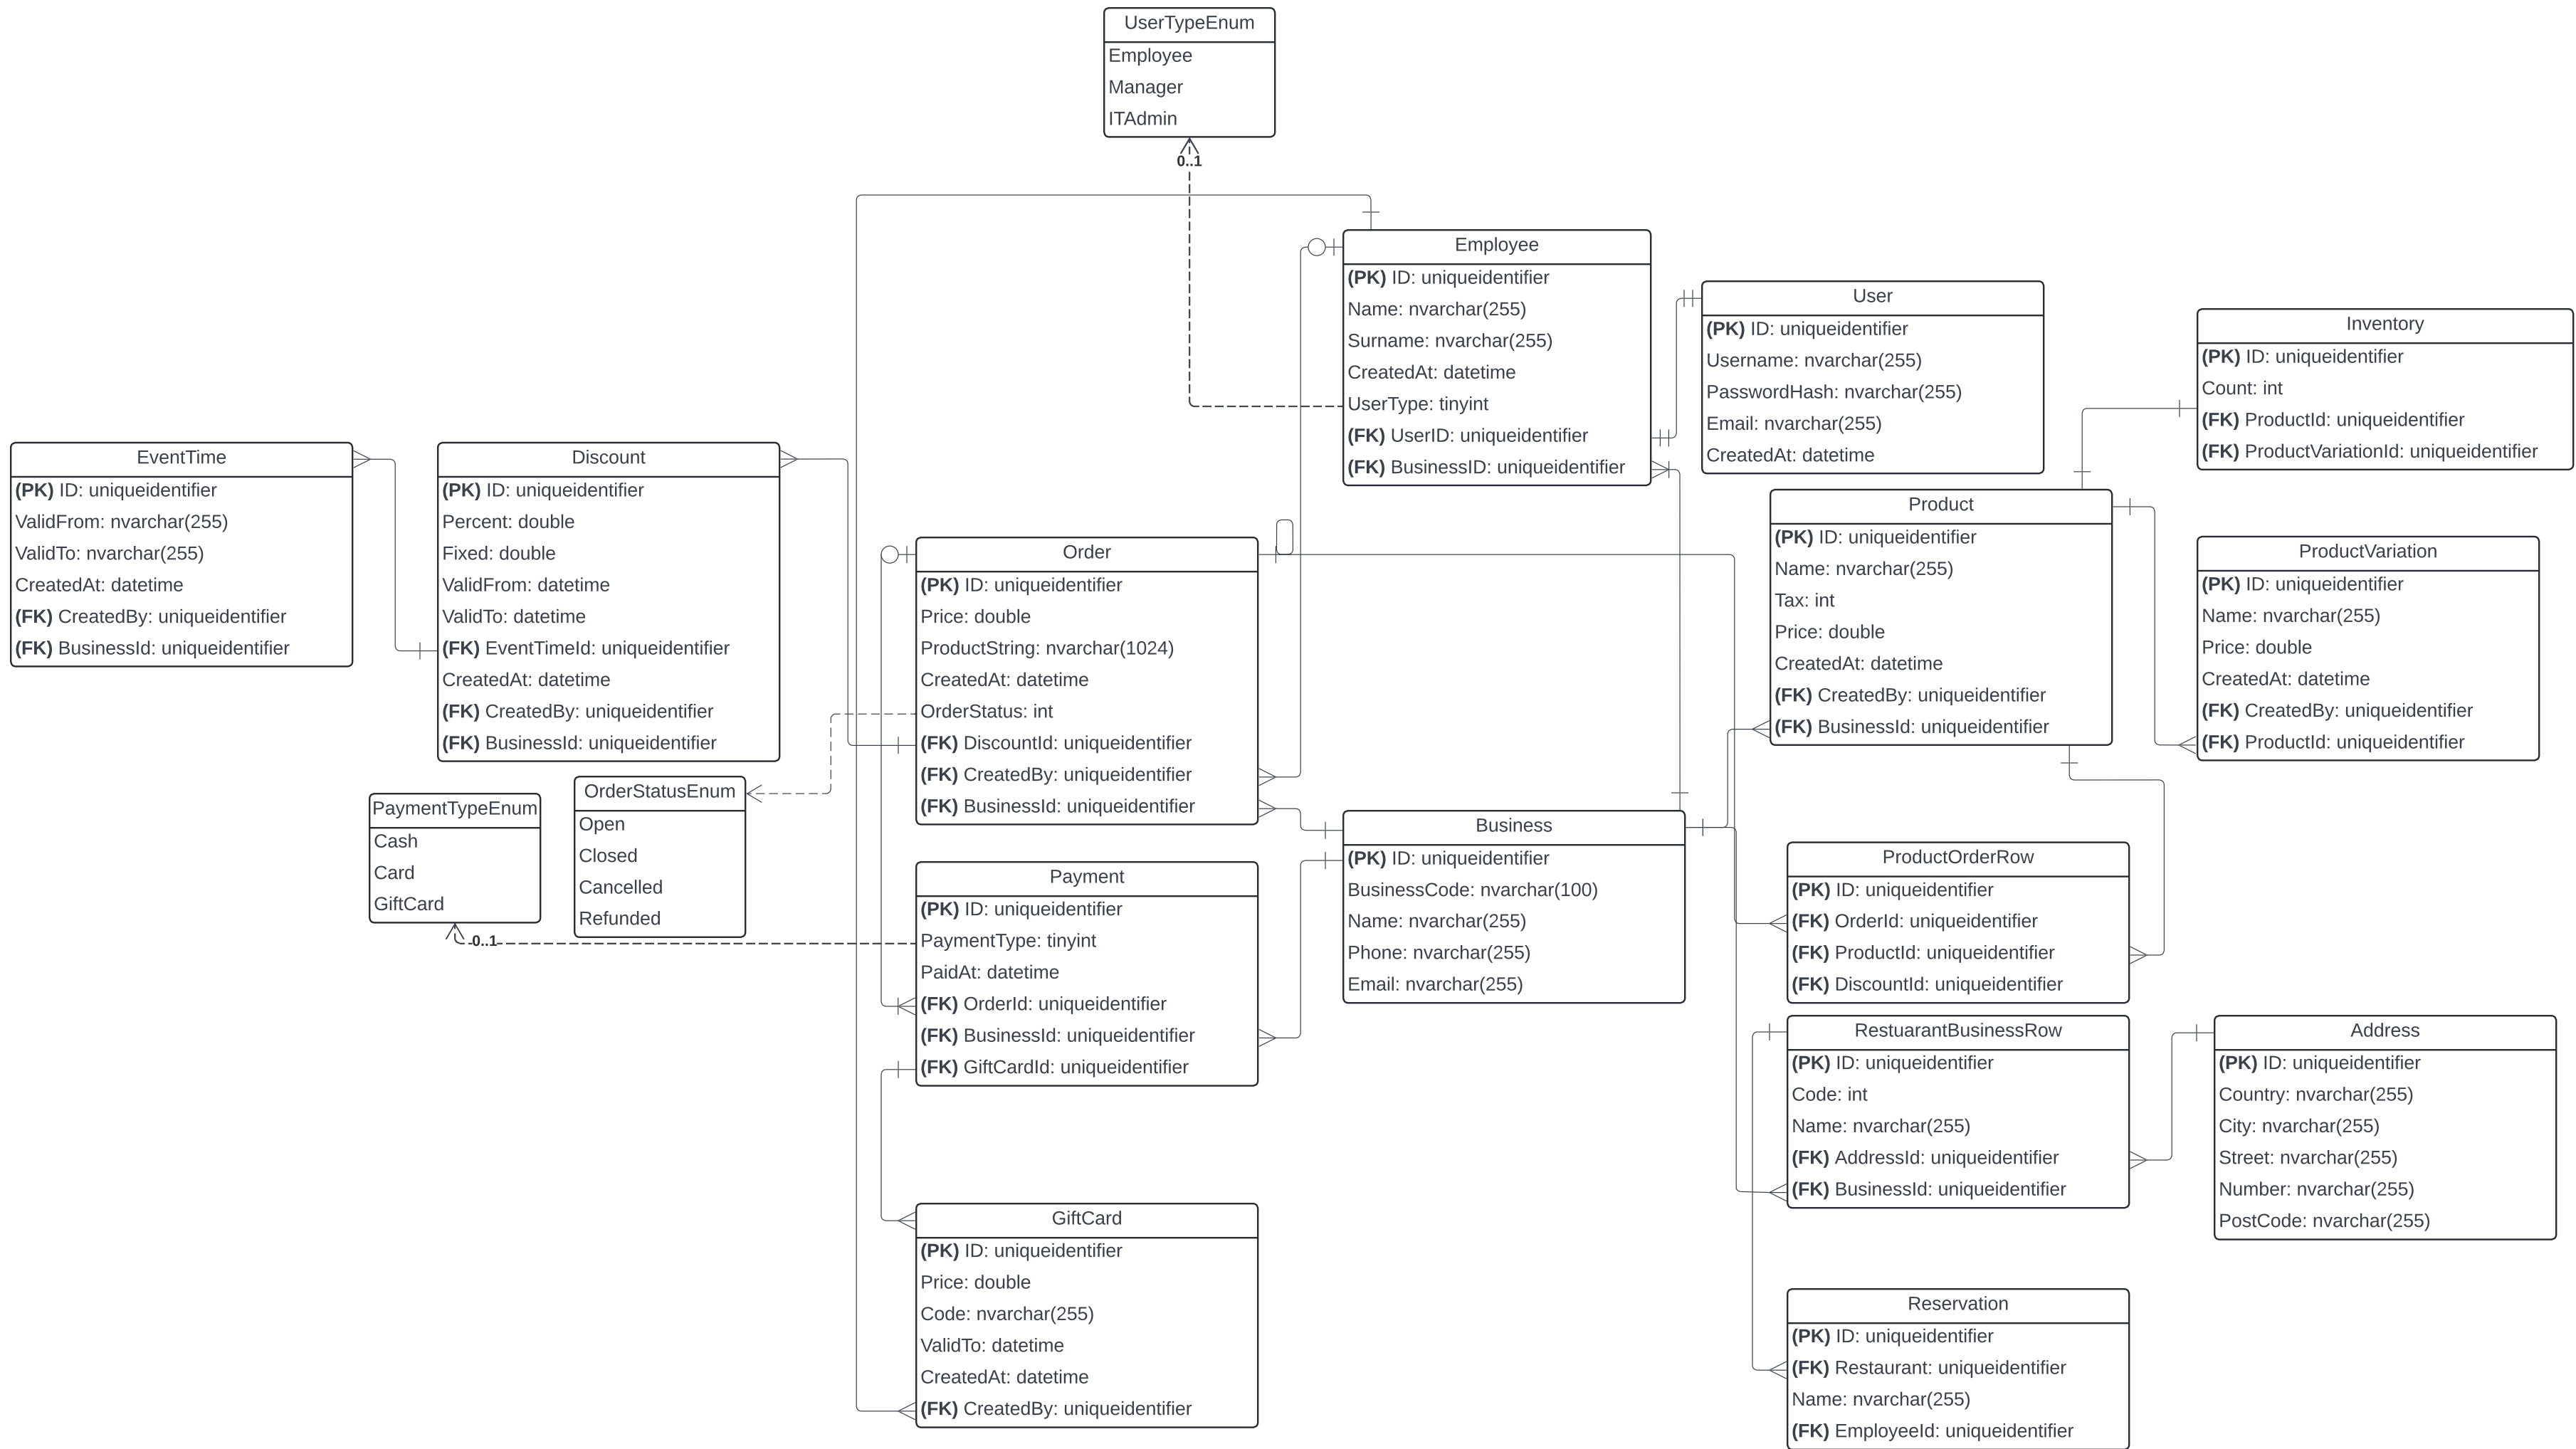 UserTypeEnum
Employee
Manager
ITAdmin
0..1
Employee
(PK) ID: uniqueidentifier
Name: nvarchar(255)
Surname: nvarchar(255)
CreatedAt: datetime
UserType: tinyint
(FK) UserID: uniqueidentifier
(FK) BusinessID: uniqueidentifier
User
(PK) ID: uniqueidentifier
Username: nvarchar(255)
PasswordHash: nvarchar(255)
Email: nvarchar(255)
CreatedAt: datetime
Inventory
(PK) ID: uniqueidentifier
Count: int
(FK) ProductId: uniqueidentifier
(FK) ProductVariationId: uniqueidentifier
EventTime
(PK) ID: uniqueidentifier
ValidFrom: nvarchar(255)
ValidTo: nvarchar(255)
CreatedAt: datetime
(FK) CreatedBy: uniqueidentifier
(FK) BusinessId: uniqueidentifier
Discount
(PK) ID: uniqueidentifier
Percent: double
Fixed: double
ValidFrom: datetime
ValidTo: datetime
(FK) EventTimeId: uniqueidentifier
CreatedAt: datetime
(FK) CreatedBy: uniqueidentifier
(FK) BusinessId: uniqueidentifier
Order
(PK) ID: uniqueidentifier
Price: double
ProductString: nvarchar(1024)
CreatedAt: datetime
OrderStatus: int
(FK) DiscountId: uniqueidentifier
(FK) CreatedBy: uniqueidentifier
(FK) BusinessId: uniqueidentifier
Product
(PK) ID: uniqueidentifier
Name: nvarchar(255)
Tax: int
Price: double
CreatedAt: datetime
(FK) CreatedBy: uniqueidentifier
(FK) BusinessId: uniqueidentifier
ProductVariation
(PK) ID: uniqueidentifier
Name: nvarchar(255)
Price: double
CreatedAt: datetime
(FK) CreatedBy: uniqueidentifier
(FK) ProductId: uniqueidentifier
PaymentTypeEnum
Cash
Card
GiftCard
0..1
OrderStatusEnum
Open
Closed
Cancelled
Refunded
Payment
(PK) ID: uniqueidentifier
PaymentType: tinyint
PaidAt: datetime
(FK) OrderId: uniqueidentifier
(FK) BusinessId: uniqueidentifier
(FK) GiftCardId: uniqueidentifier
Business
(PK) ID: uniqueidentifier
BusinessCode: nvarchar(100)
Name: nvarchar(255)
Phone: nvarchar(255)
Email: nvarchar(255)
ProductOrderRow
(PK) ID: uniqueidentifier
(FK) OrderId: uniqueidentifier
(FK) ProductId: uniqueidentifier
(FK) DiscountId: uniqueidentifier
RestuarantBusinessRow
(PK) ID: uniqueidentifier
Code: int
Name: nvarchar(255)
(FK) AddressId: uniqueidentifier
(FK) BusinessId: uniqueidentifier
Address
(PK) ID: uniqueidentifier
Country: nvarchar(255)
City: nvarchar(255)
Street: nvarchar(255)
Number: nvarchar(255)
PostCode: nvarchar(255)
GiftCard
(PK) ID: uniqueidentifier
Price: double
Code: nvarchar(255)
ValidTo: datetime
CreatedAt: datetime
(FK) CreatedBy: uniqueidentifier
Reservation
(PK) ID: uniqueidentifier
(FK) Restaurant: uniqueidentifier
Name: nvarchar(255)
(FK) EmployeeId: uniqueidentifier